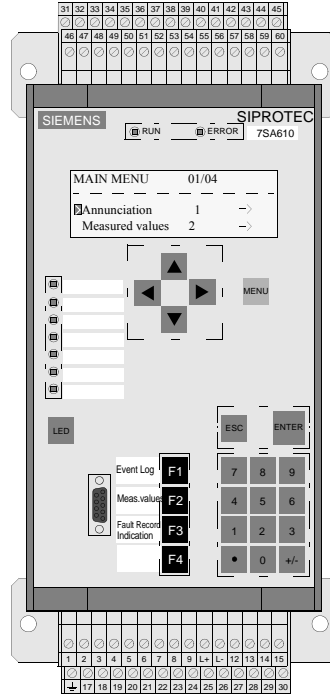 31 32 33 34 35 36 37 38 39 40 41 42 43 44 45
46 47 48 49 50 51 52 53 54 55 56 57 58 59 60
SIEMENS
SIPROTEC
RUN
ERROR
7SA610
MAIN MENU 01/04
Annunciation 1 –>
Measured values 2 –>
MENU
LED
ESC
ENTER
Event Log F1
7 8 9
Meas.values F2
4 5 6
Fault Record
Indication
F3
1 2 3
F4
• 0 +/-
1 2 3 4 5 6 7 8 9 L+ L- 12 13 14 15
17 18 19 20 21 22 23 24 25 26 27 28 29 30